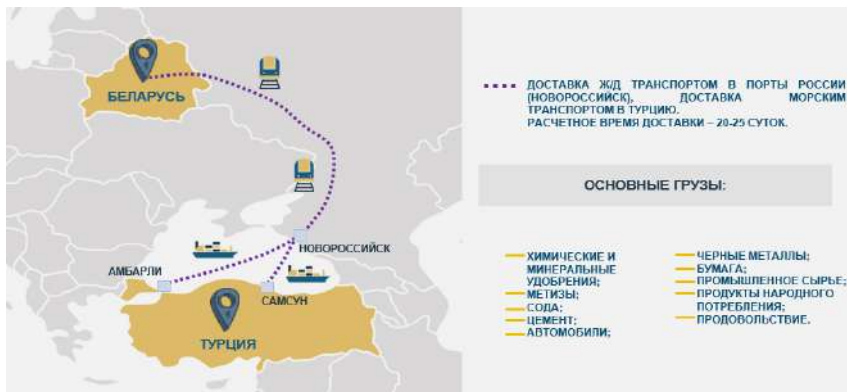 БЕЛАРУСЬ
НОВОРОССИЙСК
АМБАРЛИ
САМСУН
ТУРЦИЯ
ДОСТАВКА Ж/Д ТРАНСПОРТОМ В ПОРТЫ РОССИИ
(НОВОРОССИЙСК), ДОСТАВКА МОРСКИМ
ТРАНСПОРТОМ В ТУРЦИЮ.
РАСЧЕТНОЕ ВРЕМЯ ДОСТАВКИ – 20-25 СУТОК.
ОСНОВНЫЕ ГРУЗЫ:
ХИМИЧЕСКИЕ И
МИНЕРАЛЬНЫЕ
УДОБРЕНИЯ;
МЕТИЗЫ;
СОДА;
ЦЕМЕНТ;
АВТОМОБИЛИ;
ЧЕРНЫЕ МЕТАЛЛЫ;
БУМАГА;
ПРОМЫШЛЕННОЕ СЫРЬЕ;
ПРОДУКТЫ НАРОДНОГО
ПОТРЕБЛЕНИЯ;
ПРОДОВОЛЬСТВИЕ.